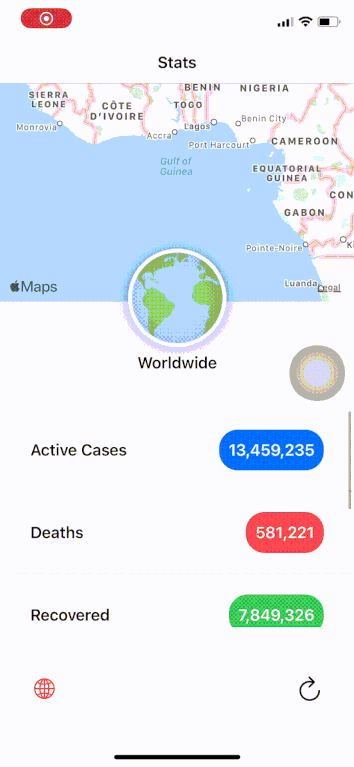 Stats
BENIN
NIGERIA
SIERRA
LEONE
CÔTE
D'IVOIRE
TOGO
Monrovia
Accra
Lagos
Benin City
Port Harcourt
CAMEROON
Gulf of
Guinea
EQUATORIAL
GUINEA
CON
GABON
Pointe-Noire
Ki
Luanda
Legal
Maps
Worldwide
Active Cases
13,459,235
Deaths
581,221
Recovered
7,849,326